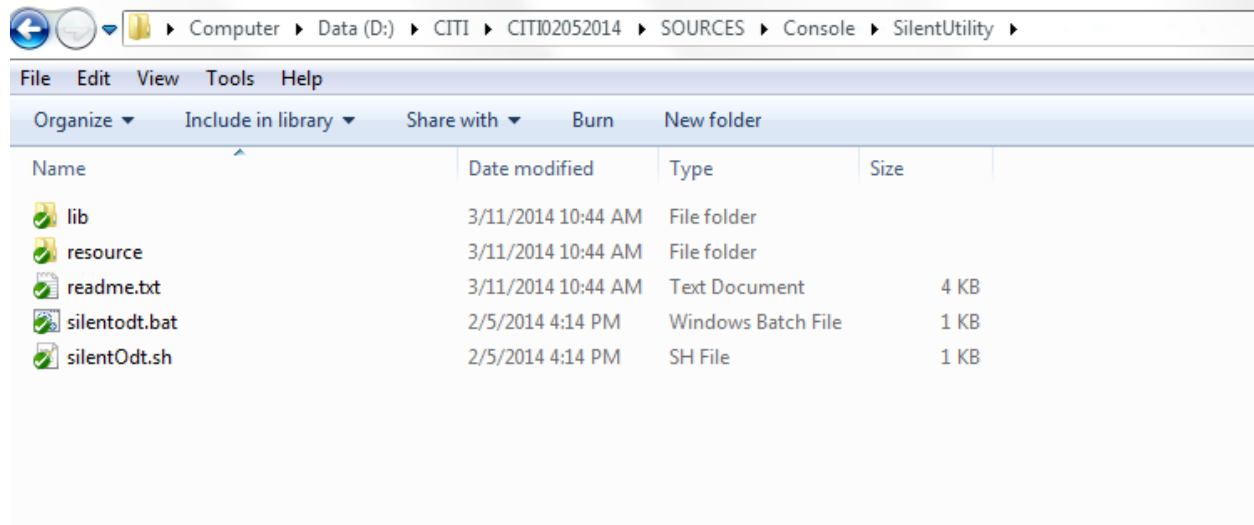 Computer Data (D:) CITI CITI02052014 SOURCES Console SilentUtility
File Edit View Tools Help
Organize Include in library Share with Burn New folder
Name Date modified Type Size
lib 3/11/2014 10:44 AM File folder
resource 3/11/2014 10:44 AM File folder
readme.txt 3/11/2014 10:44 AM Text Document 4 KB
silentodt.bat 2/5/2014 4:14 PM Windows Batch File 1 KB
silentOdt.sh 2/5/2014 4:14 PM SH File 1 KB